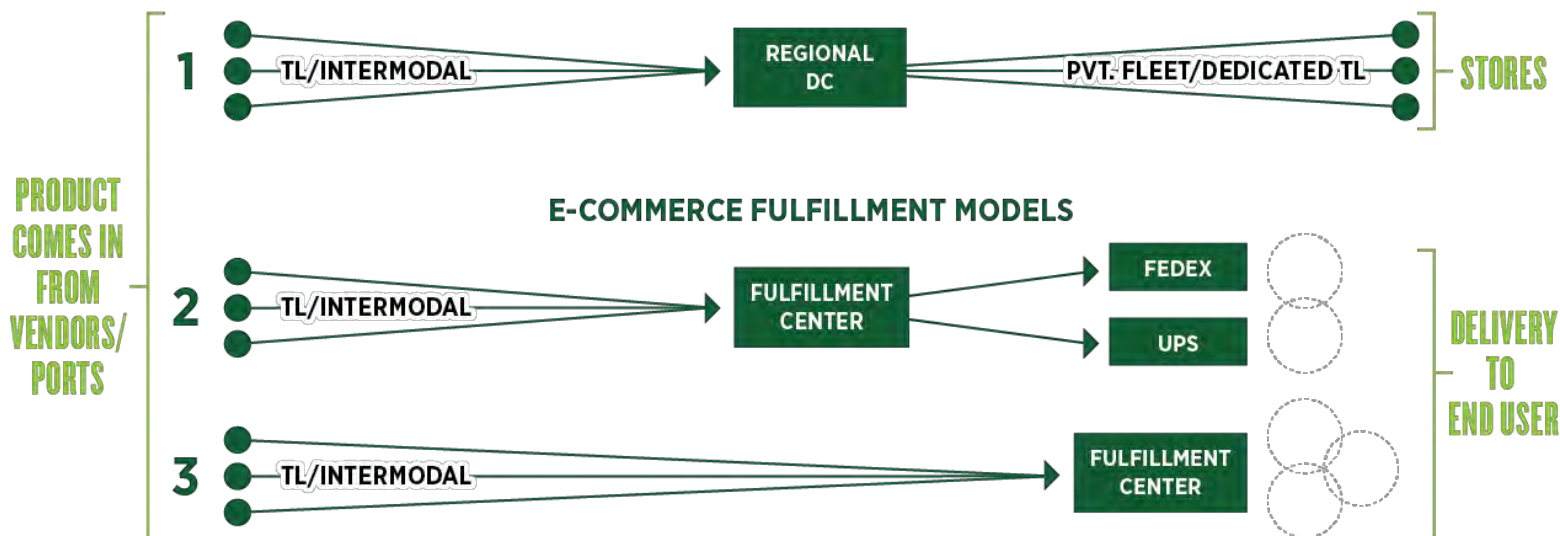 PRODUCT
COMES IN
FROM
VENDORS/
PORTS
1
TL/INTERMODAL
REGIONAL
DC
PVT. FLEET/DEDICATED TL
STORES
E-COMMERCE FULFILLMENT MODELS
2
TL/INTERMODAL
FULFILLMENT
CENTER
FEDEX
UPS
3
TL/INTERMODAL
FULFILLMENT
CENTER
DELIVERY
TO
END USER